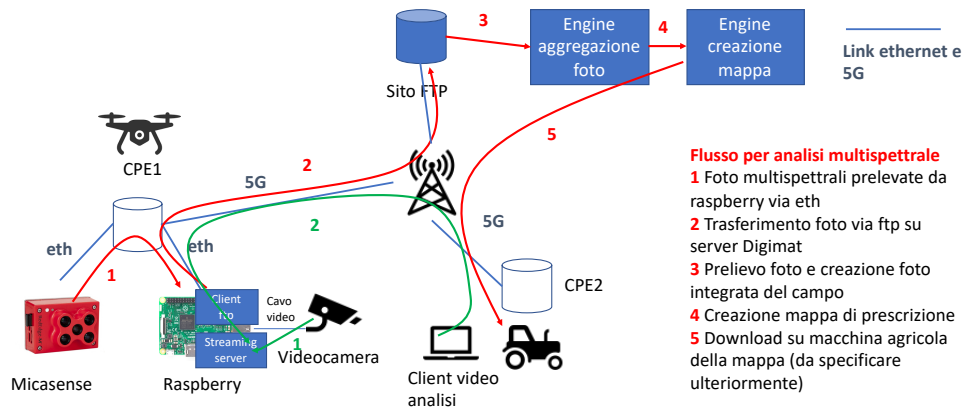 3
Engine
aggregazione
foto
4
Engine
creazione
mappa
Link ethernet e
5G
Sito FTP
5
CPE1
2
5G
Flusso per analisi multispettrale
1 Foto multispettrali prelevate da
raspberry via eth
2 Trasferimento foto via ftp su
server Digimat
3 Prelievo foto e creazione foto
integrata del campo
4 Creazione mappa di prescrizione
5 Download su macchina agricola
della mappa (da specificare
ulteriormente)
eth
eth
2
5G
1
CPE2
Client
ftp
Cavo
video
Streaming
server
1
Videocamera
Micasense
Raspberry
Client video
analisi